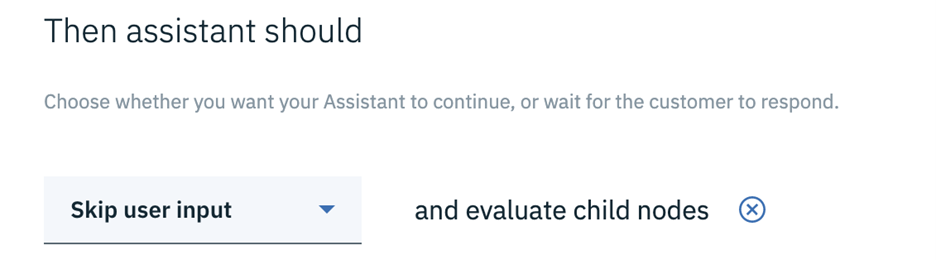 Then assistant should
Choose whether you want your Assistant to continue, or wait for the customer to respond.
Skip user input and evaluate child nodes